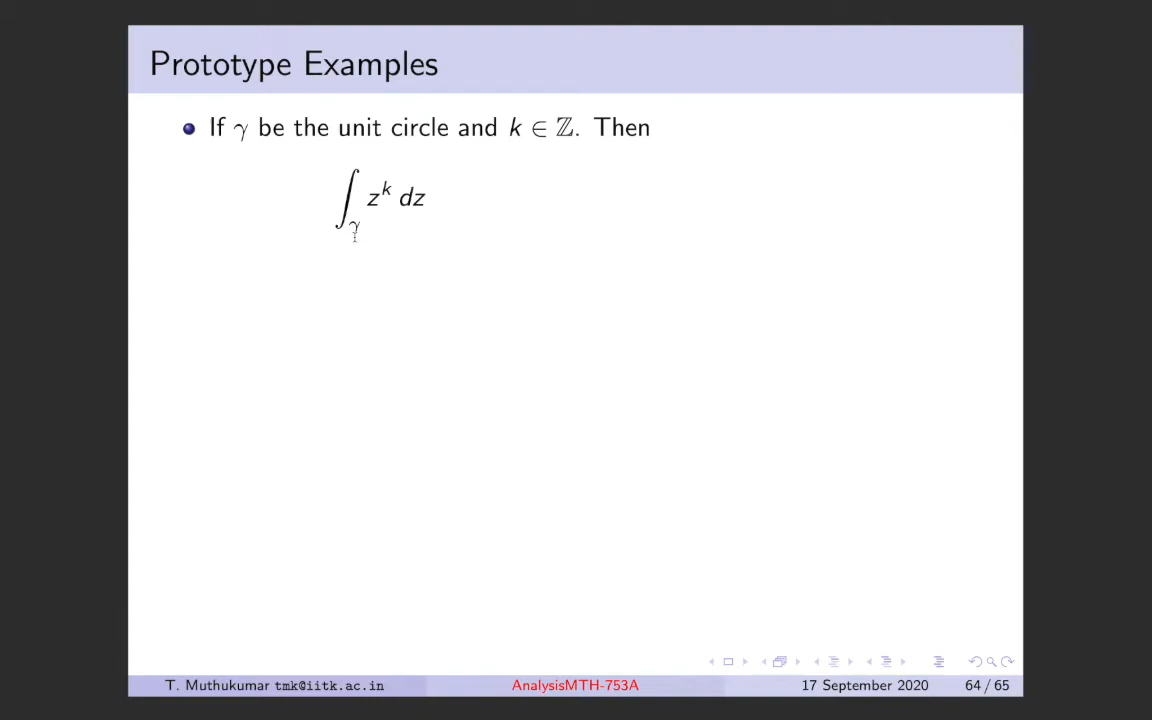 Prototype Examples
If γ be the unit circle and k ∈ ℤ. Then
∫_γ z^k dz
T. Muthukumar tmk@iitk.ac.in AnalysisMTH-753A 17 September 2020 64 / 65